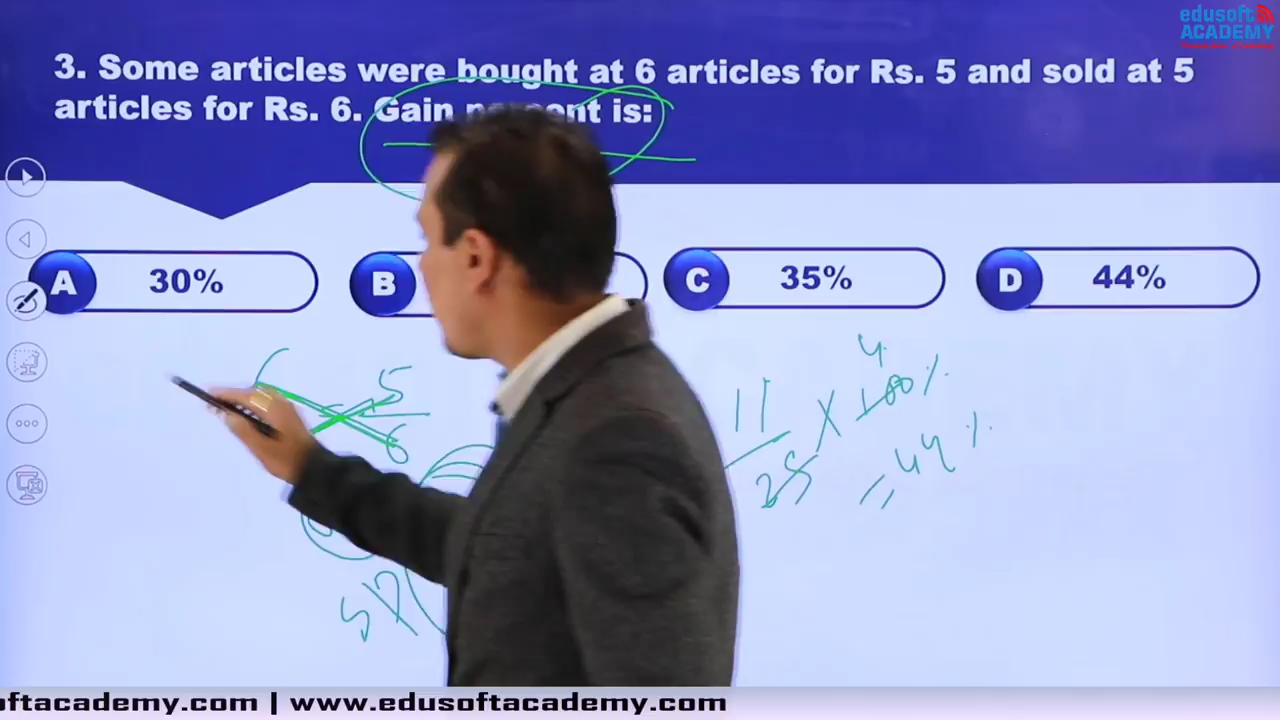 edusoft
ACADEMY
3. Some articles were bought at 6 articles for Rs. 5 and sold at 5
articles for Rs. 6. Gain is:
A 30%
B
C 35%
D 44%
6 5
6
11/25 × 100% 4
= 44%
SP
softacademy.com | www.edusoftacademy.com